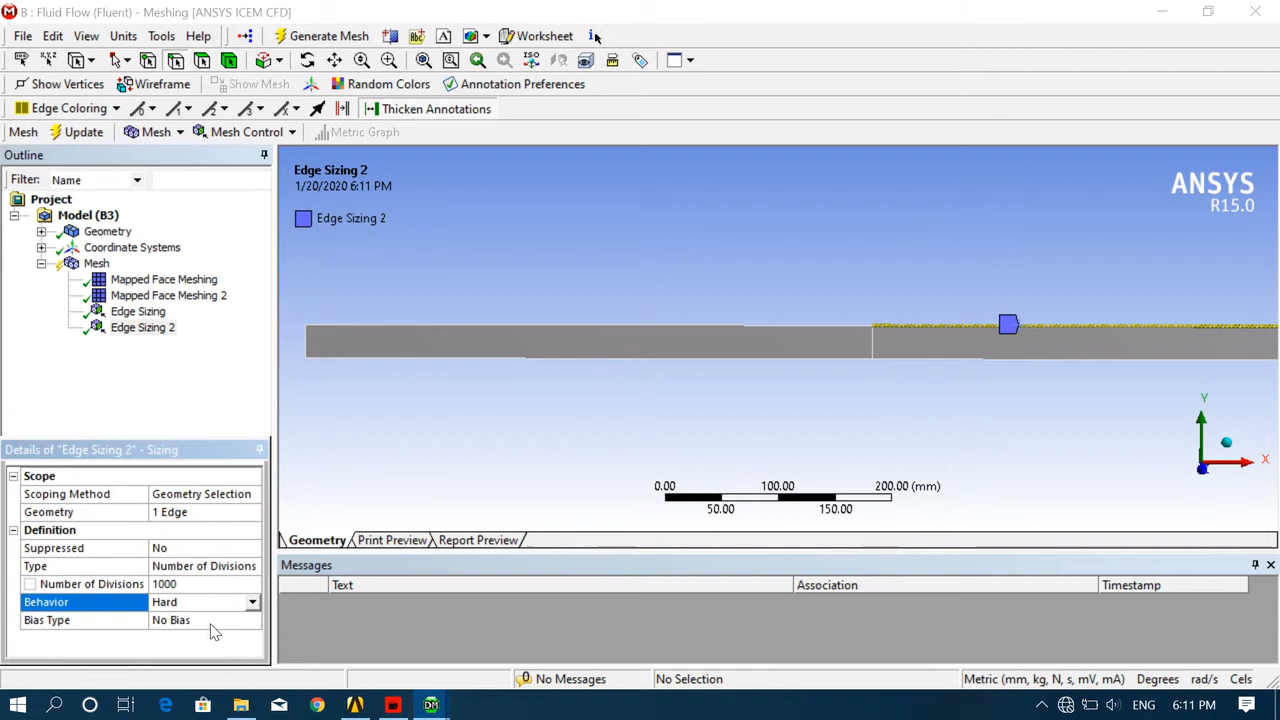 B : Fluid Flow (Fluent) - Meshing [ANSYS ICEM CFD]
File Edit View Units Tools Help Generate Mesh Worksheet
Show Vertices Wireframe Show Mesh Random Colors Annotation Preferences
Edge Coloring Thicken Annotations
Mesh Update Mesh Mesh Control Metric Graph
Outline
Filter: Name
Project
Model (B3)
Geometry
Coordinate Systems
Mesh
Mapped Face Meshing
Mapped Face Meshing 2
Edge Sizing
Edge Sizing 2
Edge Sizing 2
1/20/2020 6:11 PM
Edge Sizing 2
ANSYS
R15.0
Y
X
0.00 100.00 200.00 (mm)
50.00 150.00
Details of "Edge Sizing 2" - Sizing
Scope
Scoping Method Geometry Selection
Geometry 1 Edge
Definition
Suppressed No
Type Number of Divisions
Number of Divisions 1000
Behavior Hard
Bias Type No Bias
Geometry Print Preview Report Preview
Messages
Text Association Timestamp
0 No Messages No Selection Metric (mm, kg, N, s, mV, mA) Degrees rad/s Cels
DM ENG 6:11 PM